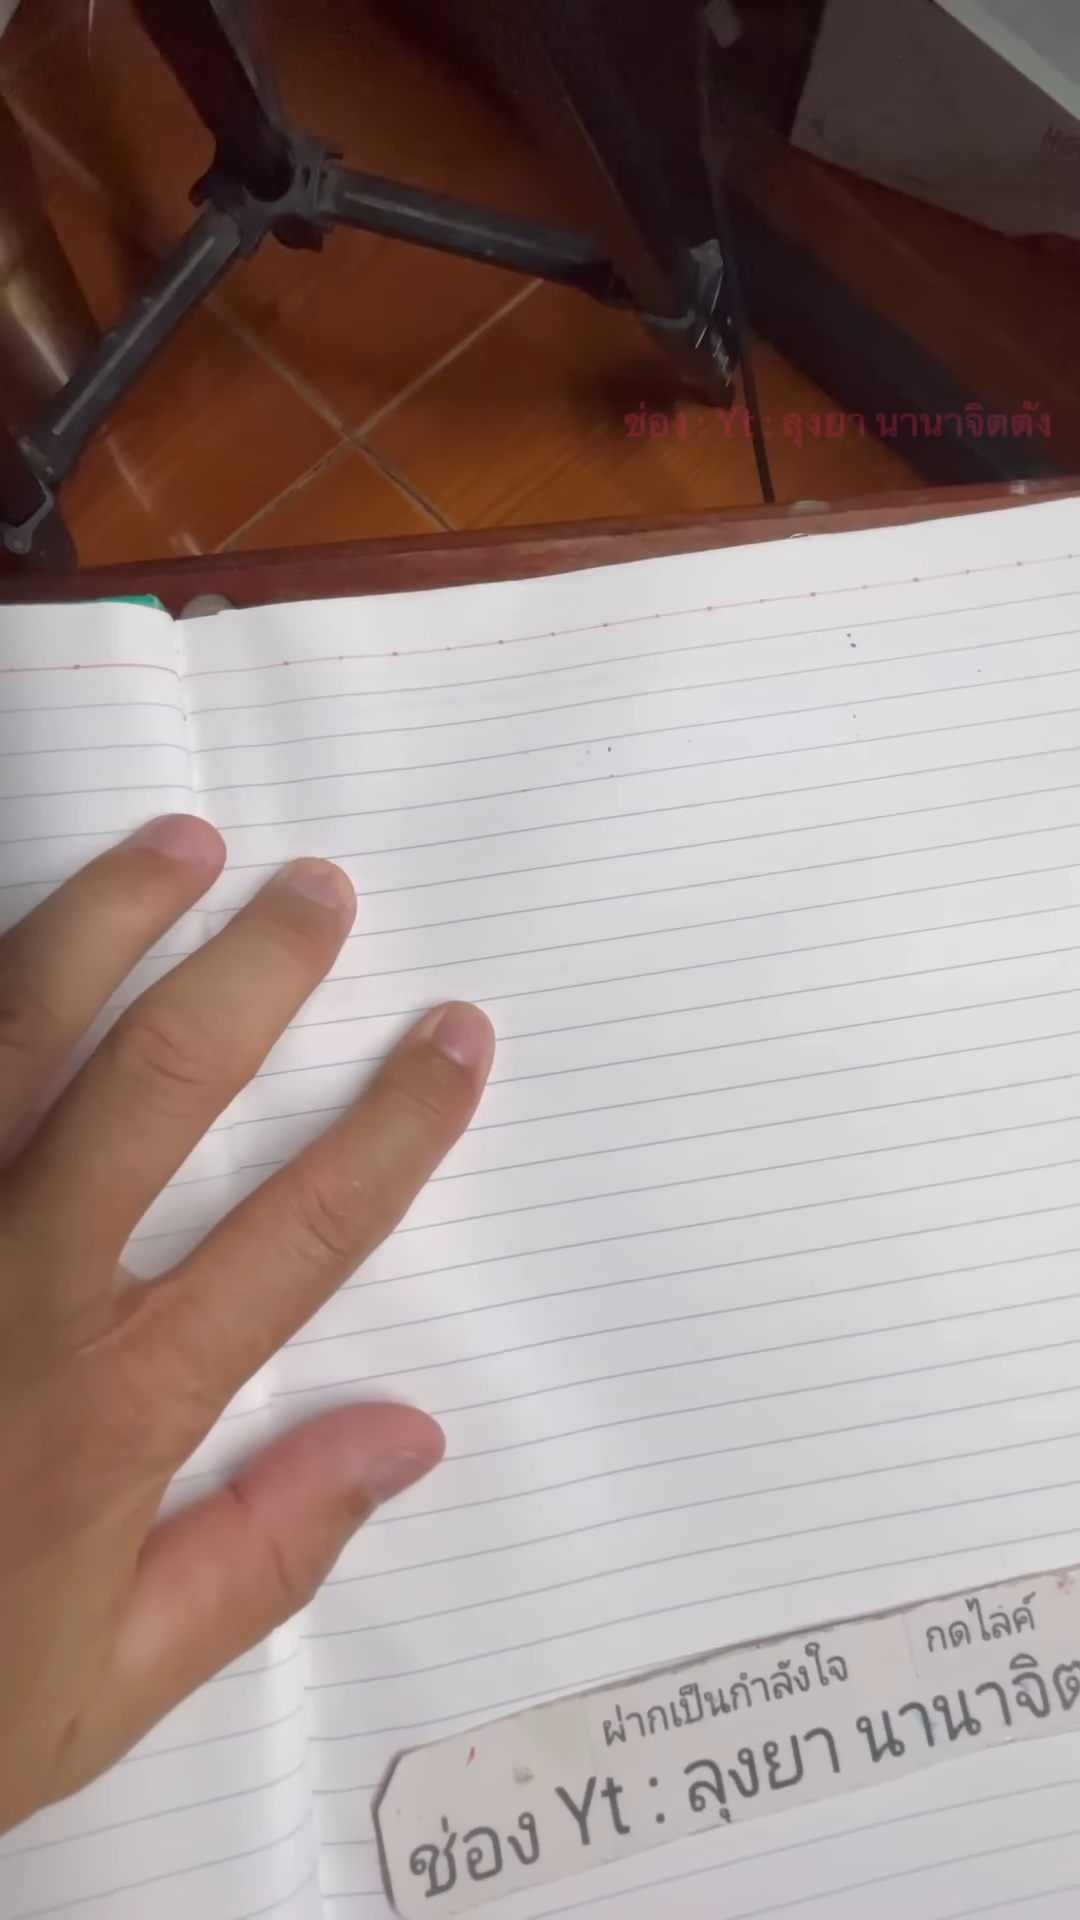 ช่อง : Yt : ลุงยา นานาจิตตัง
ฝากเป็นกำลังใจ กดไลค์
ช่อง Yt : ลุงยา นานาจิต